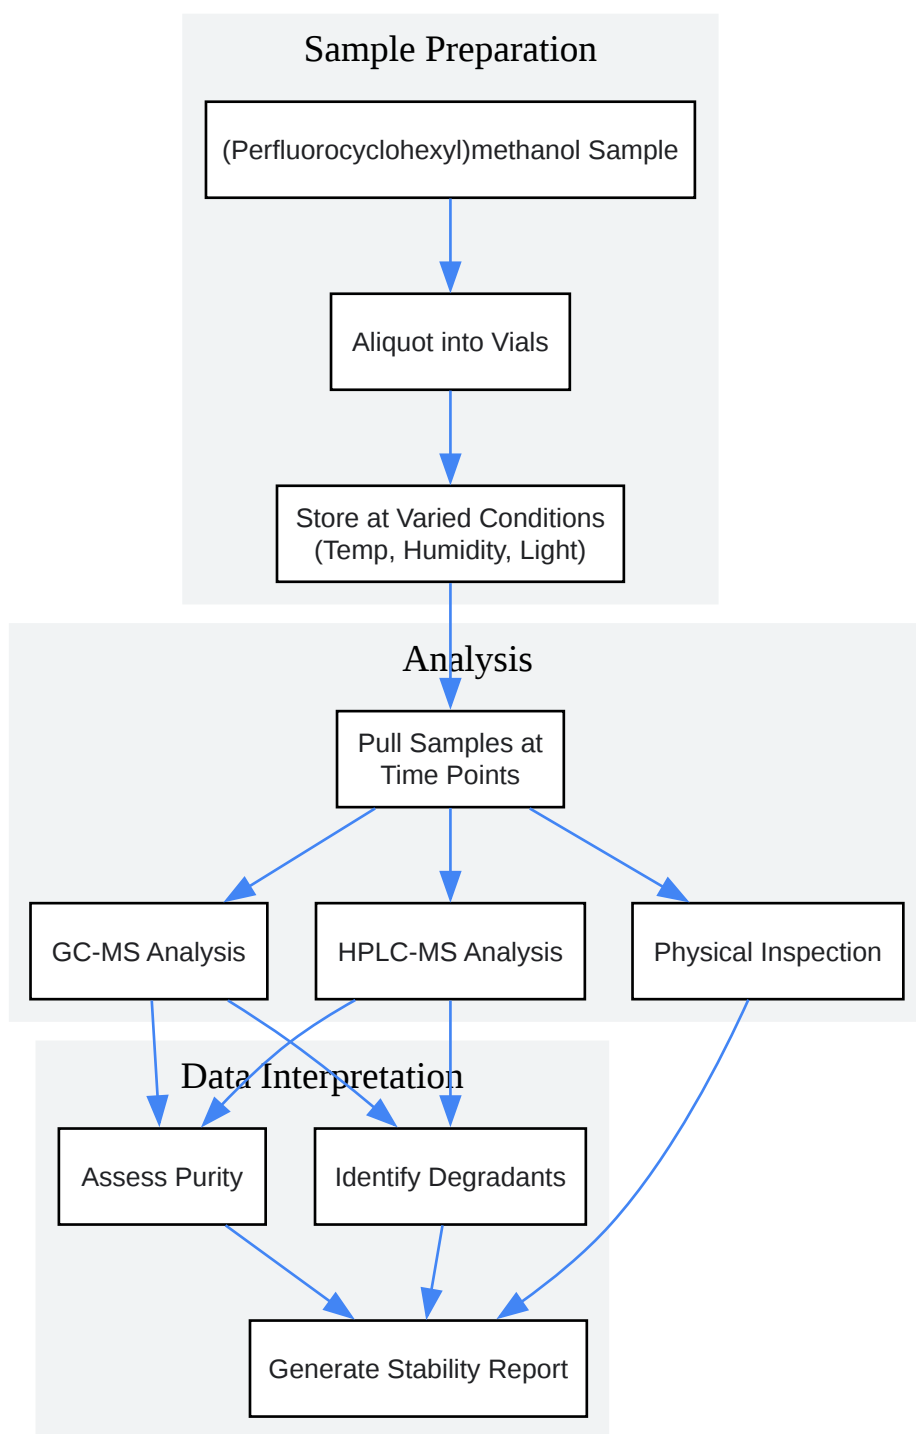 Sample Preparation
(Perfluorocyclohexyl)methanol Sample
Aliquot into Vials
Store at Varied Conditions
(Temp, Humidity, Light)
Analysis
Pull Samples at
Time Points
GC-MS Analysis
HPLC-MS Analysis
Physical Inspection
Data Interpretation
Assess Purity
Identify Degradants
Generate Stability Report